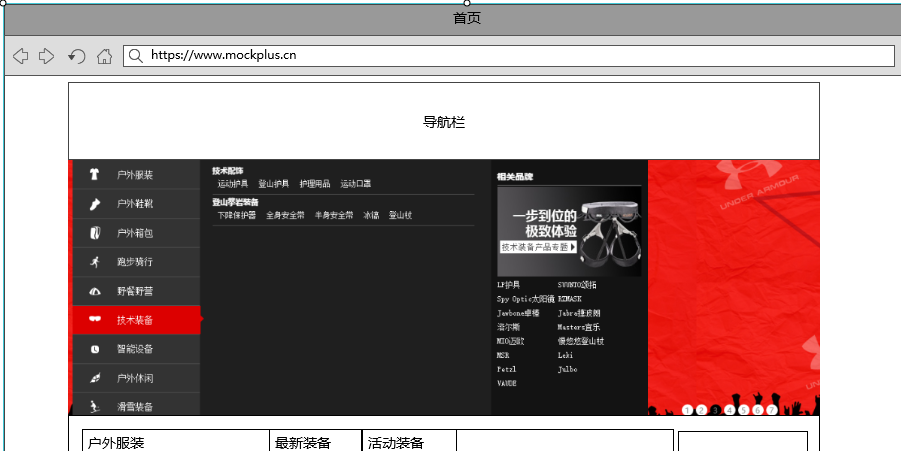 首页
https://www.mockplus.cn
导航栏
户外服装
户外鞋靴
户外箱包
跑步骑行
野餐野营
技术装备
智能设备
户外休闲
滑雪装备
技术配饰
运动护具 登山护具 护理用品 运动口罩
登山攀岩装备
下降保护器 全身安全带 半身安全带 冰镐 登山杖
相关品牌
一步到位的
极致体验
技术装备产品专题
LP护具 SUUNTO颂拓
Spy Optic太阳镜 RZMASK
Jawbone卓棒 Jabra捷波朗
洛尔斯 Masters宜乐
MIO迈欧 慢悠悠登山杖
MSR Leki
Petzl Julbo
VAUDE
UNDER ARMOUR
1 2 3 4 5 6 7
户外服装 最新装备 活动装备